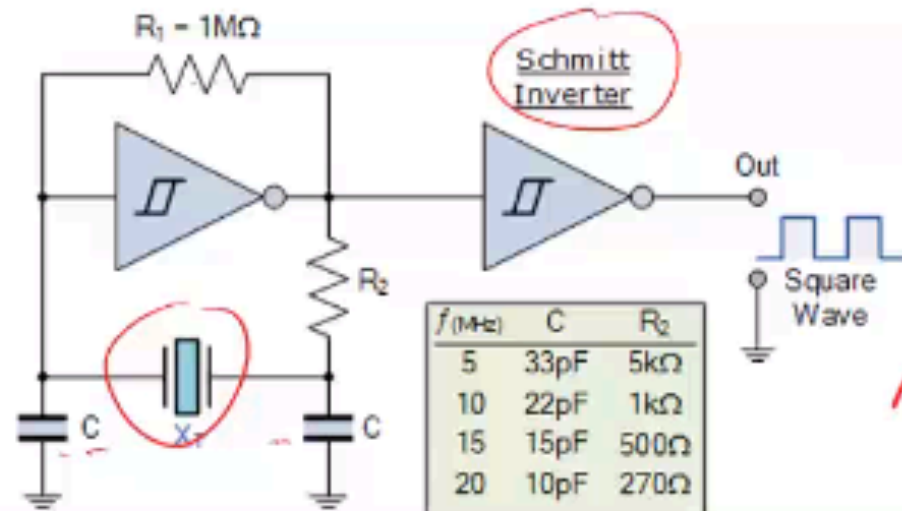 R₁ - 1MΩ
Schmitt
Inverter
Out
R₂
Square
Wave
f(MHz) C R₂
5 33pF 5kΩ
10 22pF 1kΩ
15 15pF 500Ω
20 10pF 270Ω
C
C